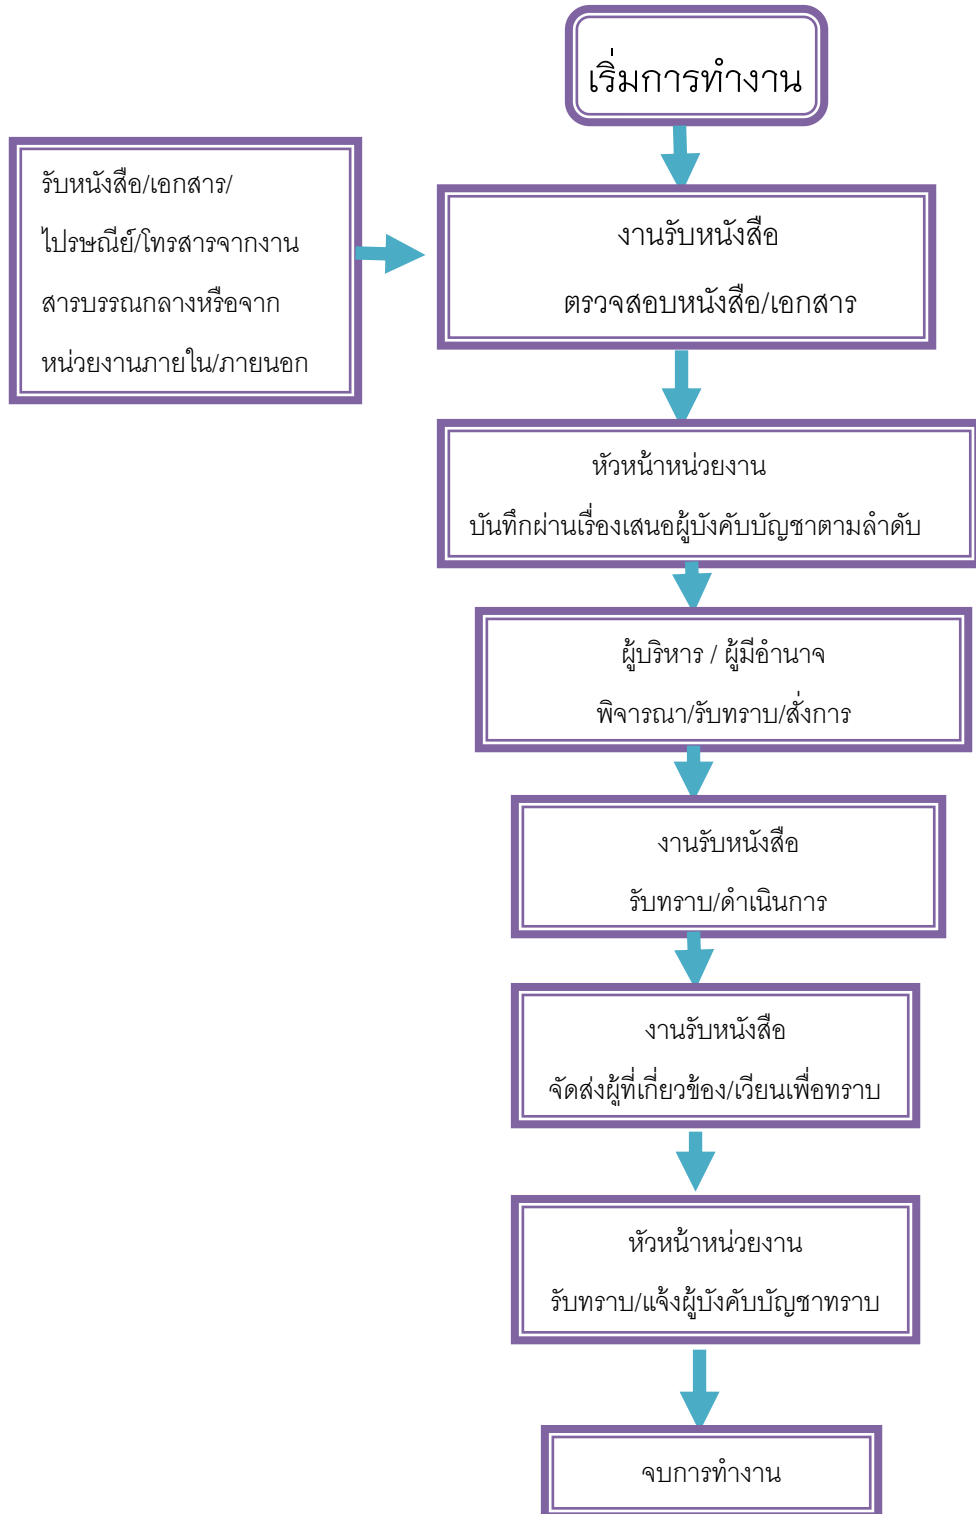 เริ่มการทำงาน
รับหนังสือ/เอกสาร/
ไปรษณีย์/โทรสารจากงาน
สารบรรณกลางหรือจาก
หน่วยงานภายใน/ภายนอก
งานรับหนังสือ
ตรวจสอบหนังสือ/เอกสาร
หัวหน้าหน่วยงาน
บันทึกผ่านเรื่องเสนอผู้บังคับบัญชาตามลำดับ
ผู้บริหาร / ผู้มีอำนาจ
พิจารณา/รับทราบ/สั่งการ
งานรับหนังสือ
รับทราบ/ดำเนินการ
งานรับหนังสือ
จัดส่งผู้ที่เกี่ยวข้อง/เวียนเพื่อทราบ
หัวหน้าหน่วยงาน
รับทราบ/แจ้งผู้บังคับบัญชาทราบ
จบการทำงาน